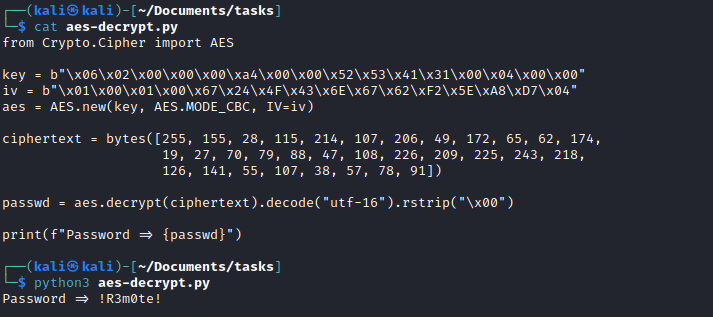 ┌──(kali㉿kali)-[~/Documents/tasks]
└─$ cat aes-decrypt.py
from Crypto.Cipher import AES
key = b"\x06\x02\x00\x00\x00\xa4\x00\x00\x52\x53\x41\x31\x00\x04\x00\x00"
iv = b"\x01\x00\x01\x00\x67\x24\x4F\x43\x6E\x67\x62\xF2\x5E\xA8\xD7\x04"
aes = AES.new(key, AES.MODE_CBC, IV=iv)
ciphertext = bytes([255, 155, 28, 115, 214, 107, 206, 49, 172, 65, 62, 174,
19, 27, 70, 79, 88, 47, 108, 226, 209, 225, 243, 218,
126, 141, 55, 107, 38, 57, 78, 91])
passwd = aes.decrypt(ciphertext).decode("utf-16").rstrip("\x00")
print(f"Password ⇒ {passwd}")
┌──(kali㉿kali)-[~/Documents/tasks]
└─$ python3 aes-decrypt.py
Password ⇒ !R3m0te!